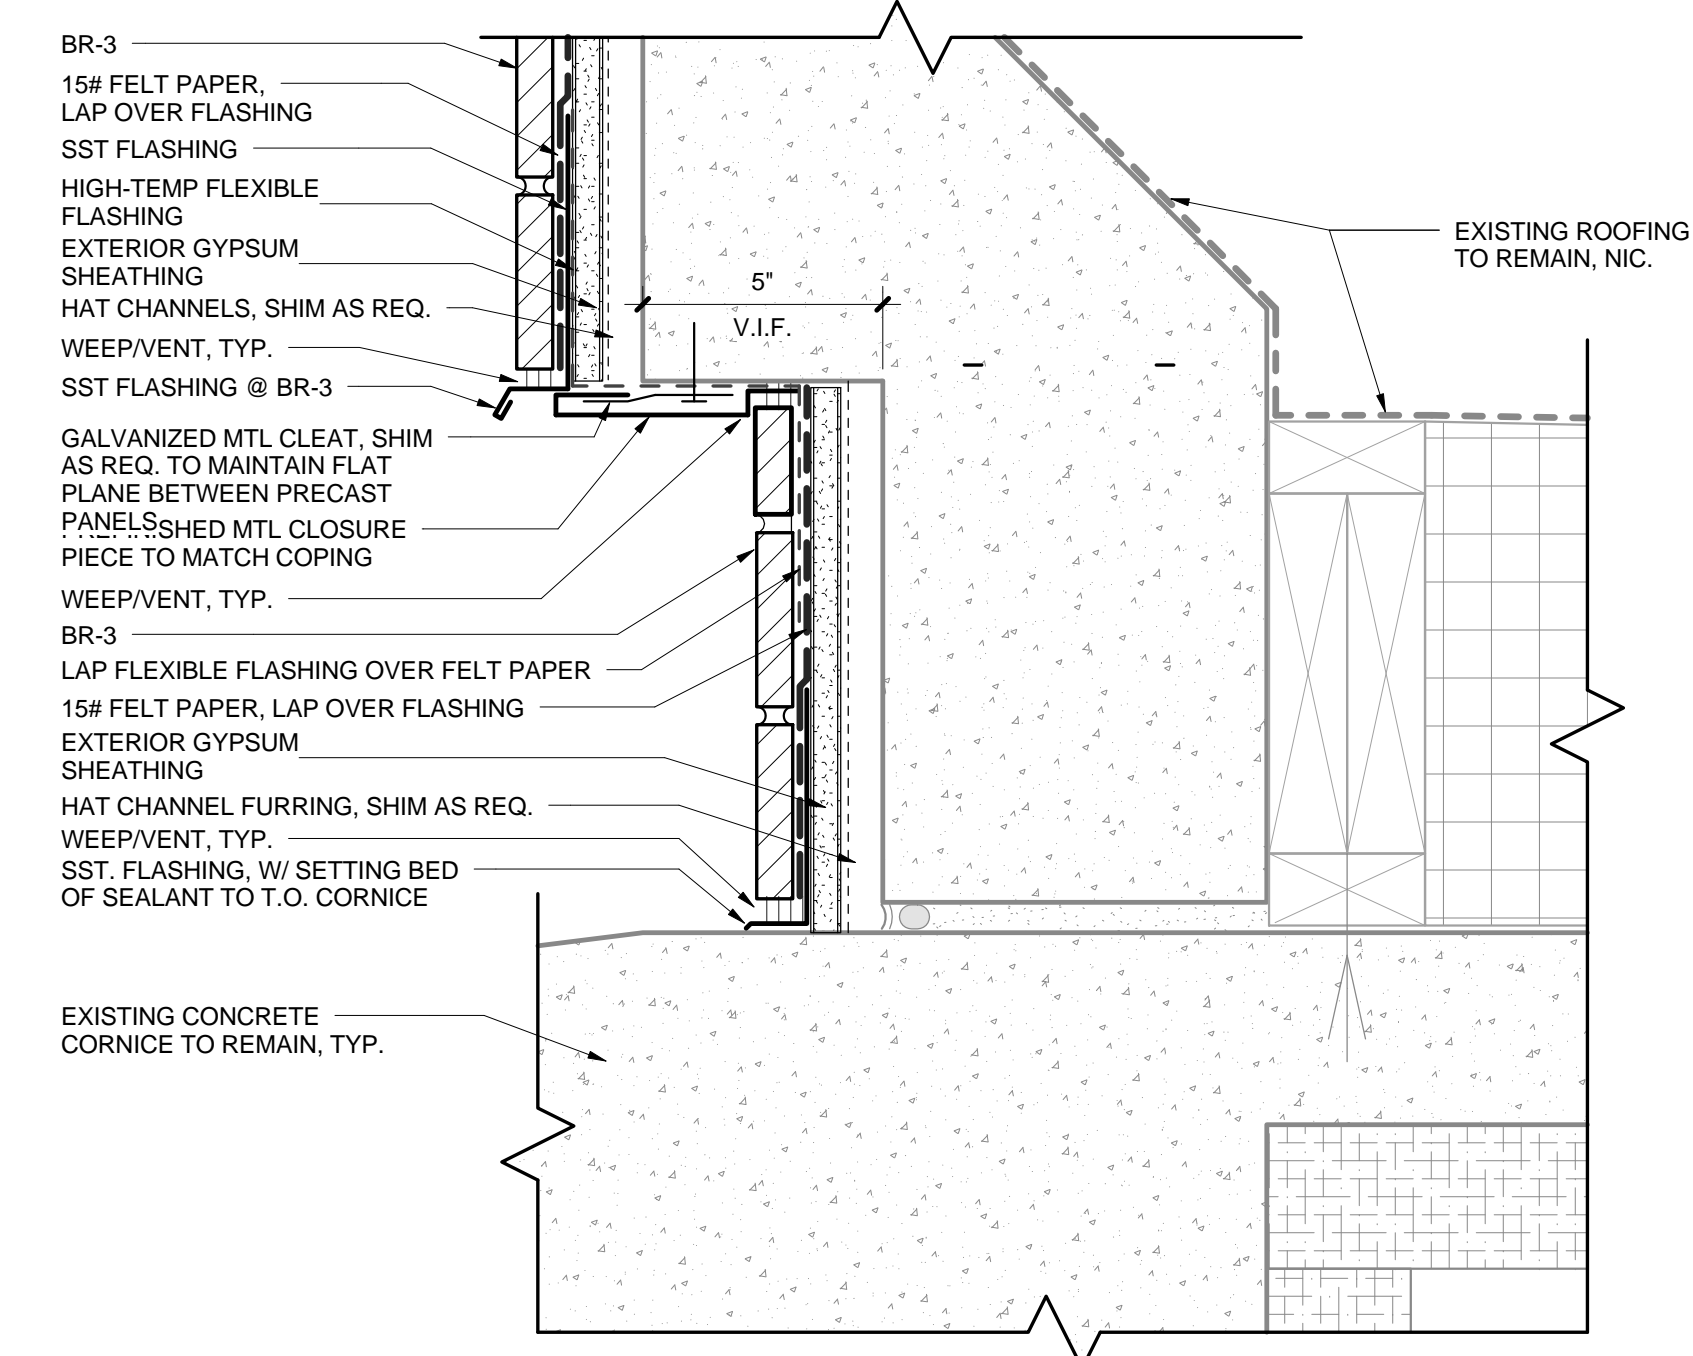 BR-3
15# FELT PAPER,
LAP OVER FLASHING
SST FLASHING
HIGH-TEMP FLEXIBLE
FLASHING
EXTERIOR GYPSUM
SHEATHING
HAT CHANNELS, SHIM AS REQ.
WEEP/VENT, TYP.
SST FLASHING @ BR-3
GALVANIZED MTL CLEAT, SHIM
AS REQ. TO MAINTAIN FLAT
PLANE BETWEEN PRECAST
PANELS
SHED MTL CLOSURE
PIECE TO MATCH COPING
WEEP/VENT, TYP.
BR-3
LAP FLEXIBLE FLASHING OVER FELT PAPER
15# FELT PAPER, LAP OVER FLASHING
EXTERIOR GYPSUM
SHEATHING
HAT CHANNEL FURRING, SHIM AS REQ.
WEEP/VENT, TYP.
SST. FLASHING, W/ SETTING BED
OF SEALANT TO T.O. CORNICE
EXISTING CONCRETE
CORNICE TO REMAIN, TYP.
5"
V.I.F.
EXISTING ROOFING
TO REMAIN, NIC.